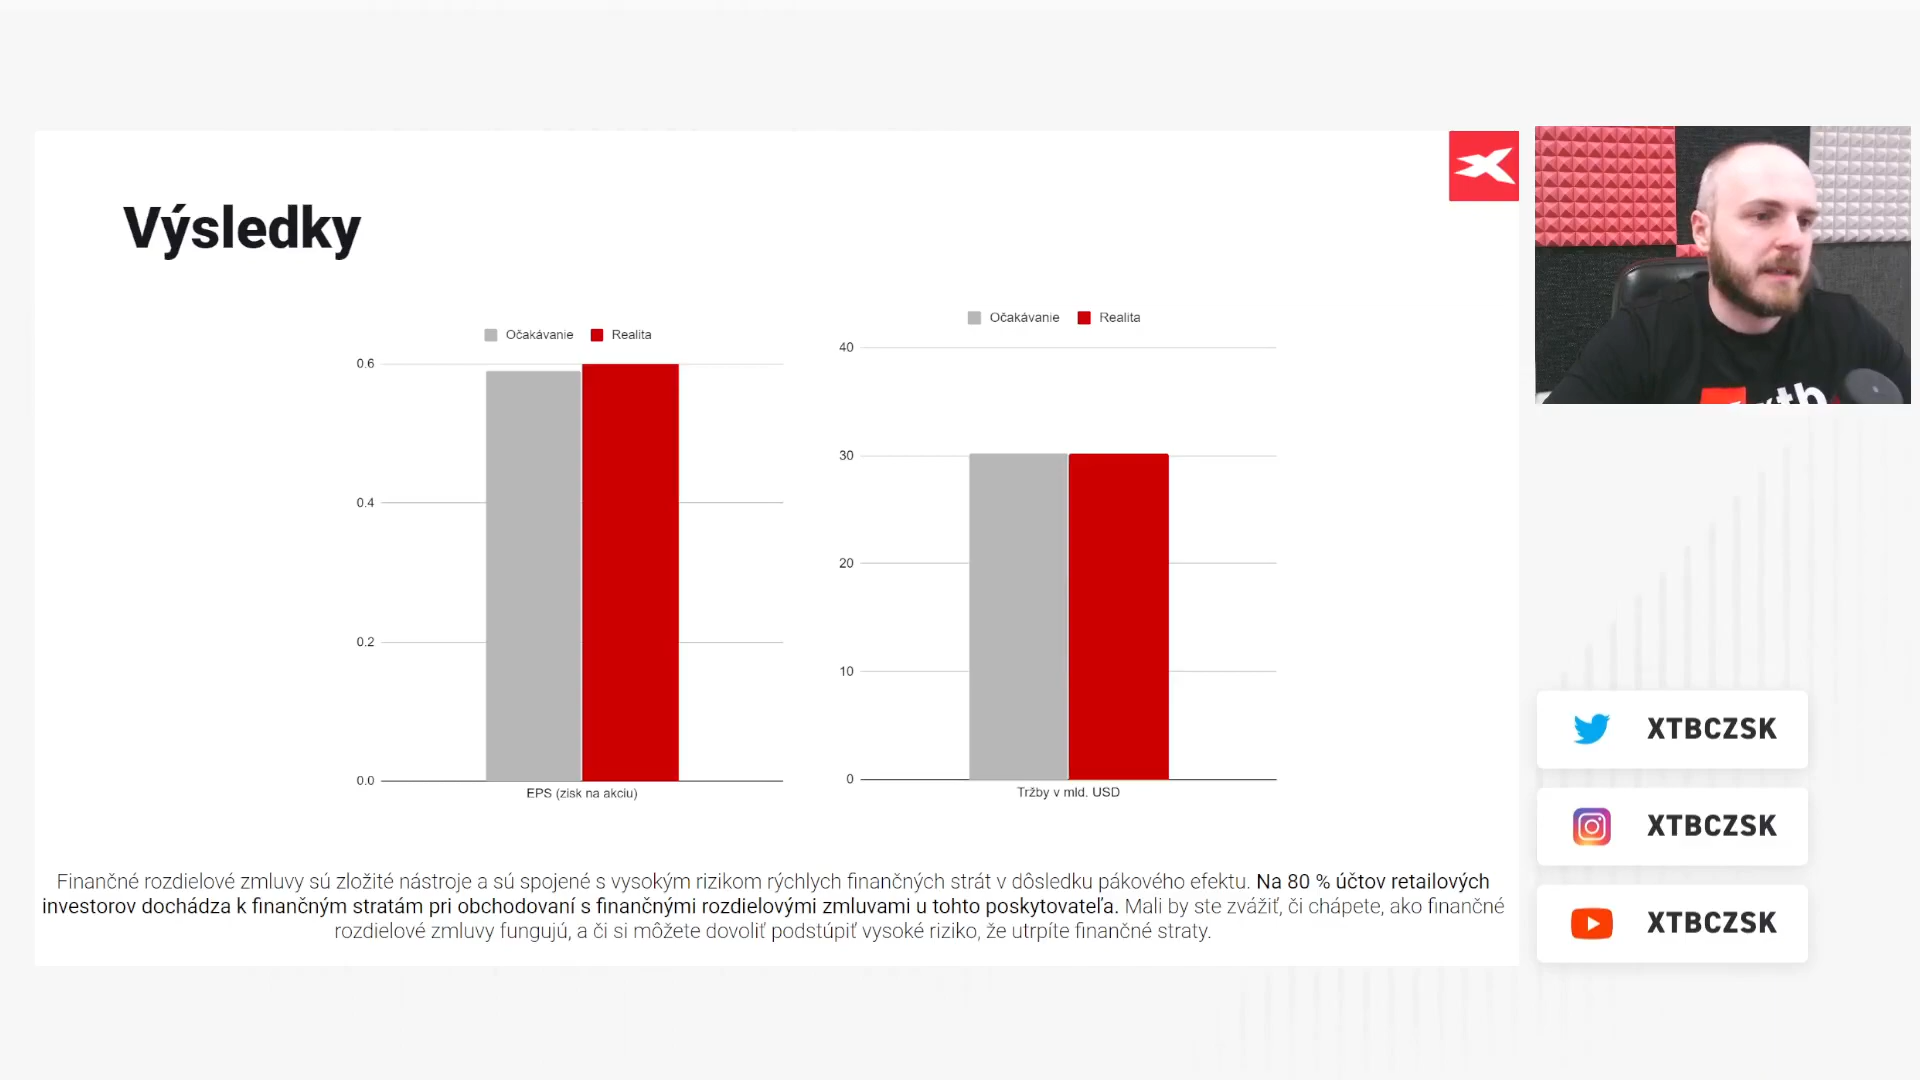 Výsledky
Očakávanie Realita
0.6
0.4
0.2
0.0
EPS (zisk na akciu)
Očakávanie Realita
40
30
20
10
0
Tržby v mld. USD
Finančné rozdielové zmluvy sú zložité nástroje a sú spojené s vysokým rizikom rýchlych finančných strát v dôsledku pákového efektu. Na 80 % účtov retailových
investorov dochádza k finančným stratám pri obchodovaní s finančnými rozdielovými zmluvami u tohto poskytovateľa. Mali by ste zvážiť, či chápete, ako finančné
rozdielové zmluvy fungujú, a či si môžete dovoliť podstúpiť vysoké riziko, že utrpíte finančné straty.
xtb
XTBCZSK
XTBCZSK
XTBCZSK